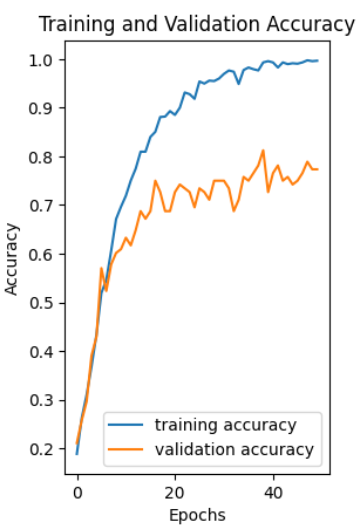 Training and Validation Accuracy
1.0
0.9
0.8
0.7
0.6
0.5
0.4
0.3
0.2
Accuracy
training accuracy
validation accuracy
0 20 40
Epochs